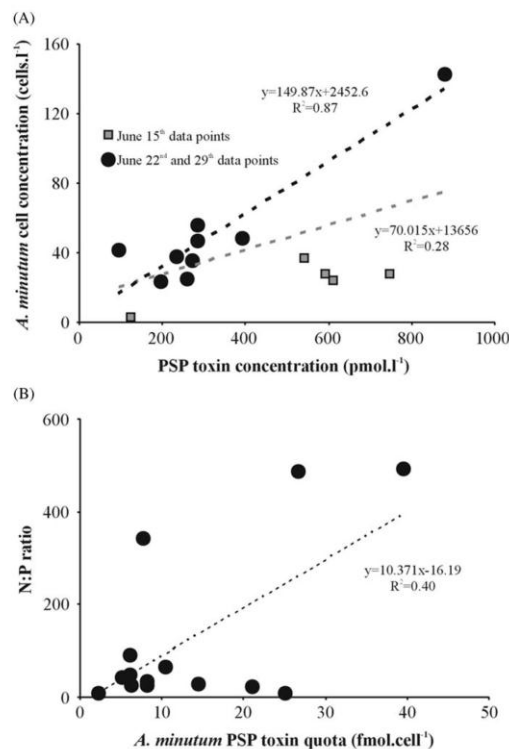 (A)
160
120
80
40
0
A. minutum cell concentration (cells.l⁻¹)
y=149.87x+2452.6
R²=0.87
June 15ᵗʰ data points
June 22ⁿᵈ and 29ᵗʰ data points
y=70.015x+13656
R²=0.28
0 200 400 600 800 1000
PSP toxin concentration (pmol.l⁻¹)
(B)
600
400
200
0
N:P ratio
y=10.371x-16.19
R²=0.40
0 10 20 30 40 50
A. minutum PSP toxin quota (fmol.cell⁻¹)